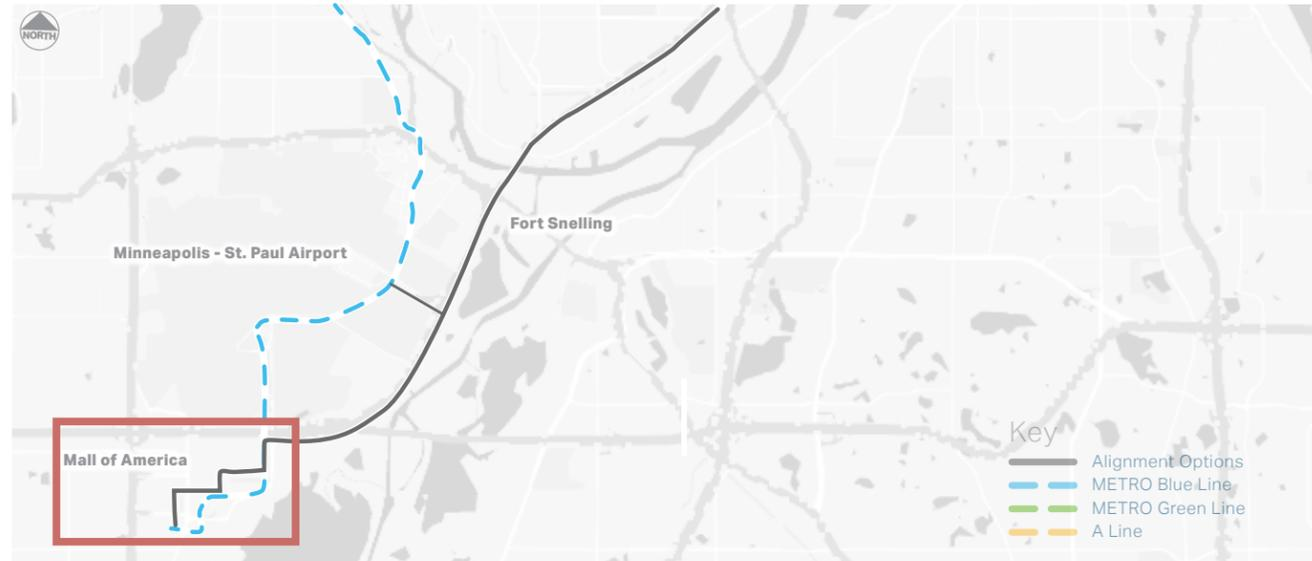 NORTH
Fort Snelling
Minneapolis - St. Paul Airport
Mall of America
Key
Alignment Options
METRO Blue Line
METRO Green Line
A Line